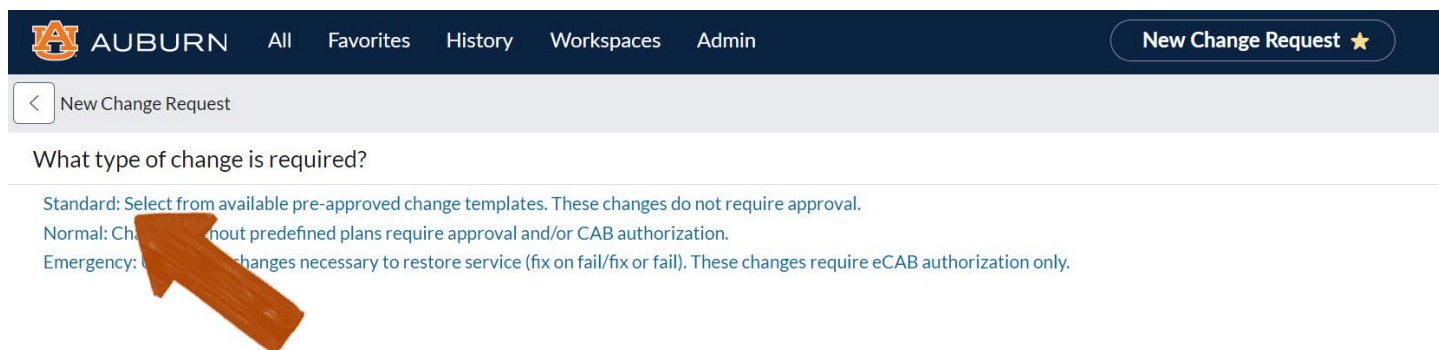 AUBURN All Favorites History Workspaces Admin New Change Request
New Change Request
What type of change is required?
Standard: Select from available pre-approved change templates. These changes do not require approval.
Normal: predefined plans require approval and/or CAB authorization.
Emergency: changes necessary to restore service (fix on fail/fix or fail). These changes require eCAB authorization only.